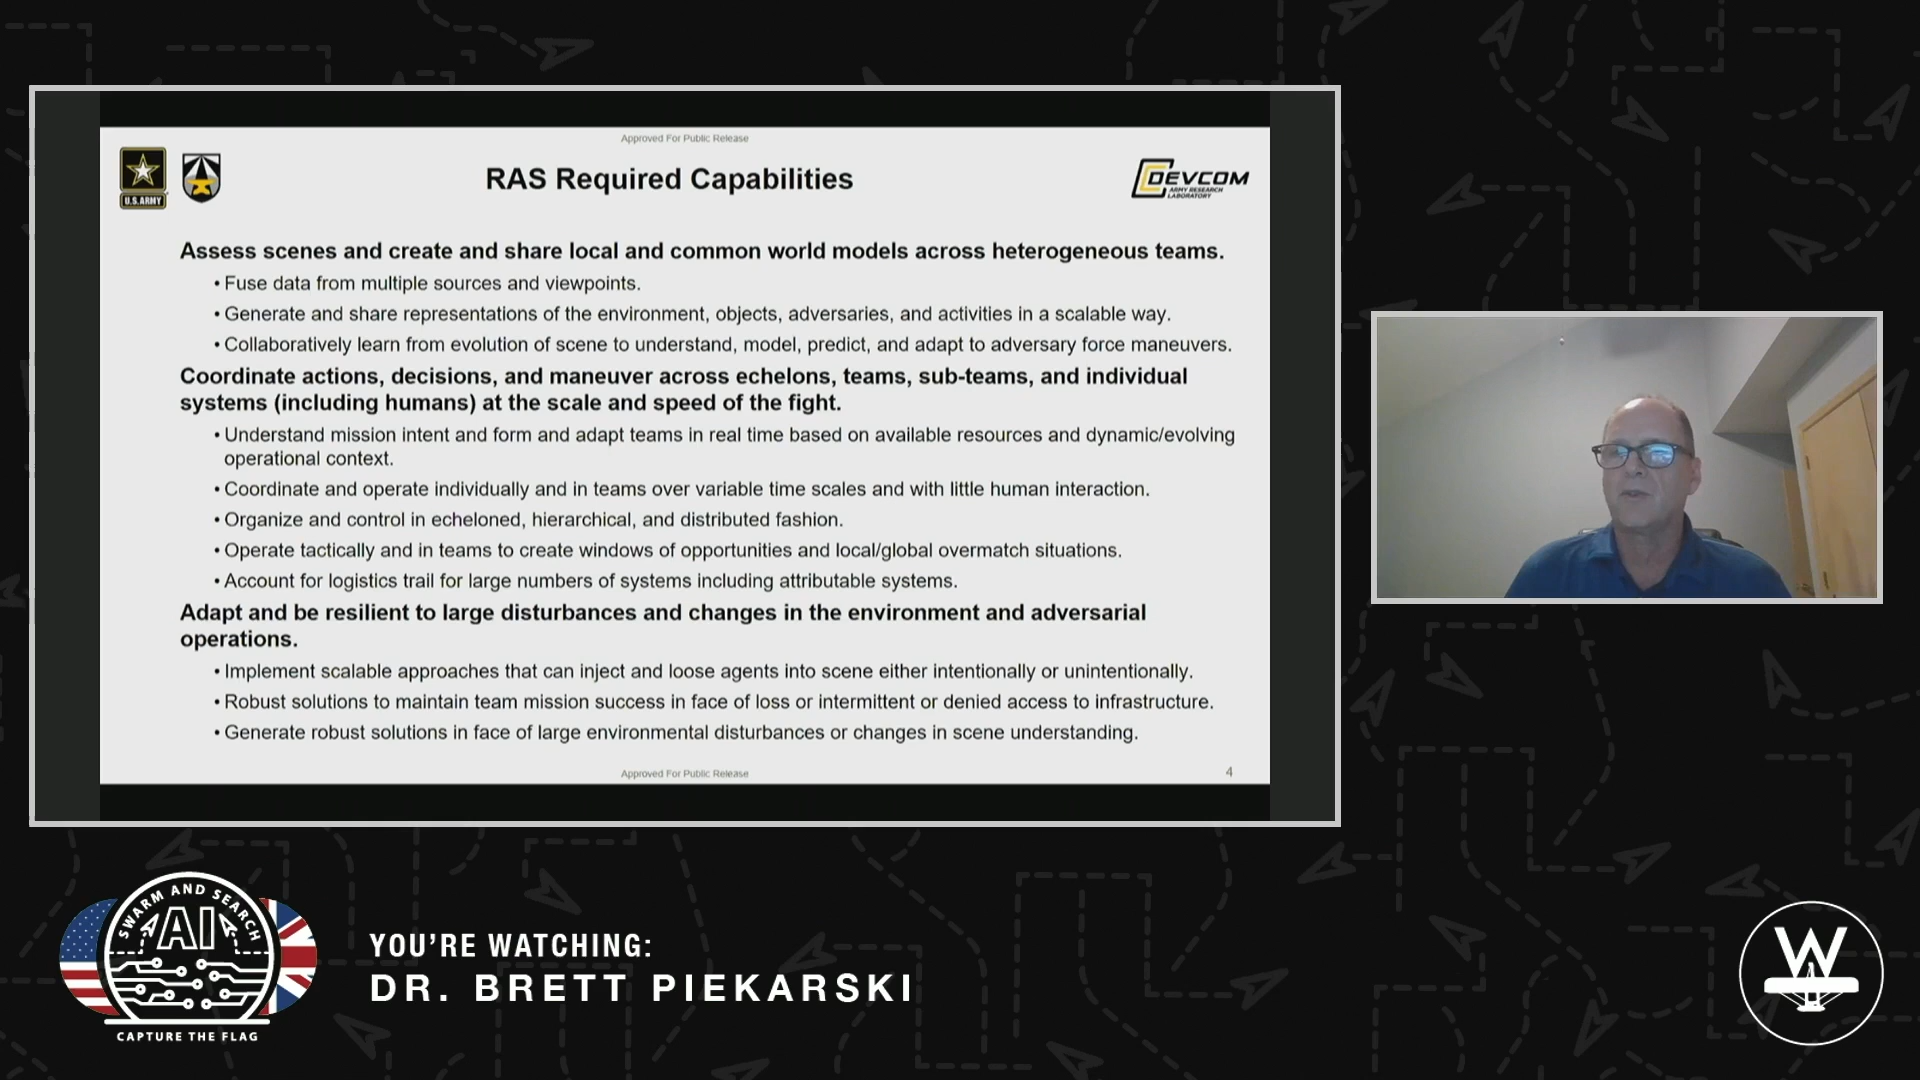 Approved For Public Release
U.S.ARMY
RAS Required Capabilities
DEVCOM
ARMY RESEARCH
LABORATORY
Assess scenes and create and share local and common world models across heterogeneous teams.
• Fuse data from multiple sources and viewpoints.
• Generate and share representations of the environment, objects, adversaries, and activities in a scalable way.
• Collaboratively learn from evolution of scene to understand, model, predict, and adapt to adversary force maneuvers.
Coordinate actions, decisions, and maneuver across echelons, teams, sub-teams, and individual
systems (including humans) at the scale and speed of the fight.
• Understand mission intent and form and adapt teams in real time based on available resources and dynamic/evolving
operational context.
• Coordinate and operate individually and in teams over variable time scales and with little human interaction.
• Organize and control in echeloned, hierarchical, and distributed fashion.
• Operate tactically and in teams to create windows of opportunities and local/global overmatch situations.
• Account for logistics trail for large numbers of systems including attributable systems.
Adapt and be resilient to large disturbances and changes in the environment and adversarial
operations.
• Implement scalable approaches that can inject and loose agents into scene either intentionally or unintentionally.
• Robust solutions to maintain team mission success in face of loss or intermittent or denied access to infrastructure.
• Generate robust solutions in face of large environmental disturbances or changes in scene understanding.
Approved For Public Release
4
SWARM AND SEARCH
AI
CAPTURE THE FLAG
YOU'RE WATCHING:
DR. BRETT PIEKARSKI
W